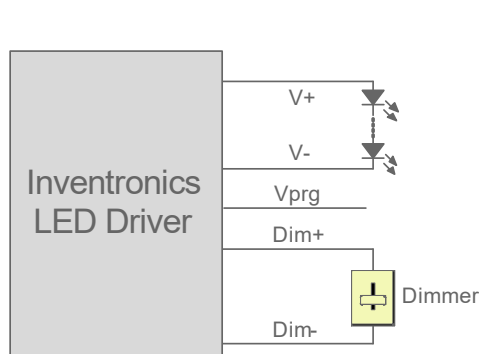 V+
V-
Inventronics
LED Driver
Vprg
Dim+
Dimmer
Dim-